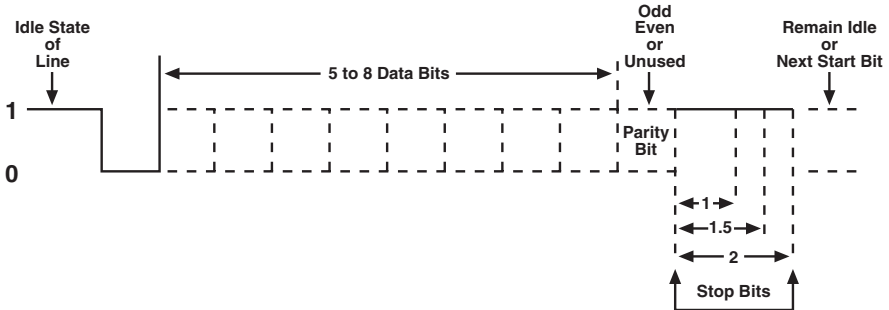 Idle State
of
Line
Odd
Even
or
Unused
Remain Idle
or
Next Start Bit
5 to 8 Data Bits
1
Parity
Bit
0
1
1.5
2
Stop Bits